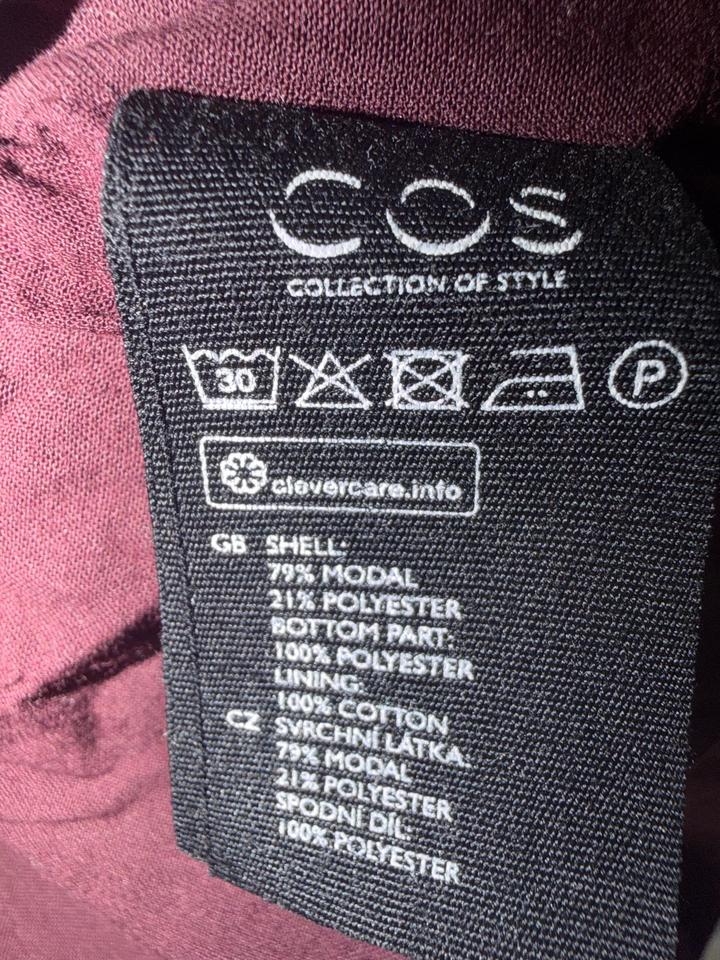 COS
COLLECTION OF STYLE
30 P
clevercare.info
GB SHELL:
79% MODAL
21% POLYESTER
BOTTOM PART:
100% POLYESTER
LINING:
100% COTTON
CZ SVRCHNÍ LÁTKA:
79% MODAL
21% POLYESTER
SPODNÍ DÍL:
100% POLYESTER